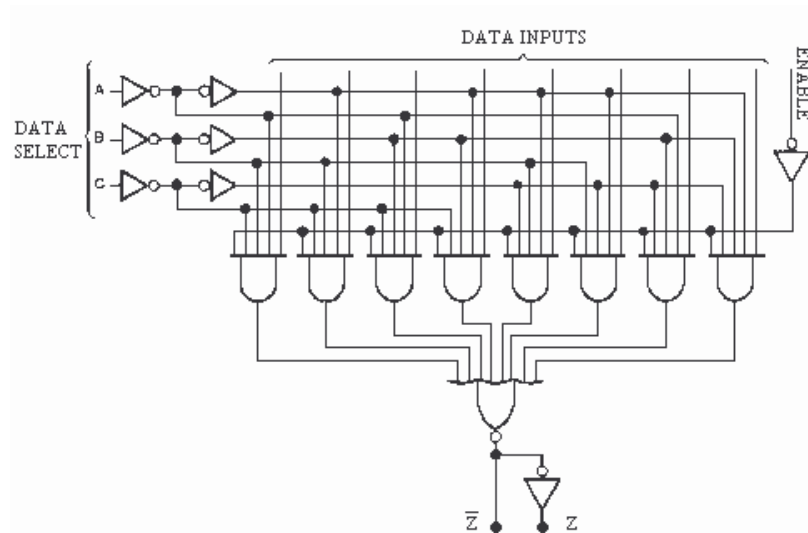 DATA INPUTS
ENABLE
DATA
SELECT
A
B
C
Z̅
Z